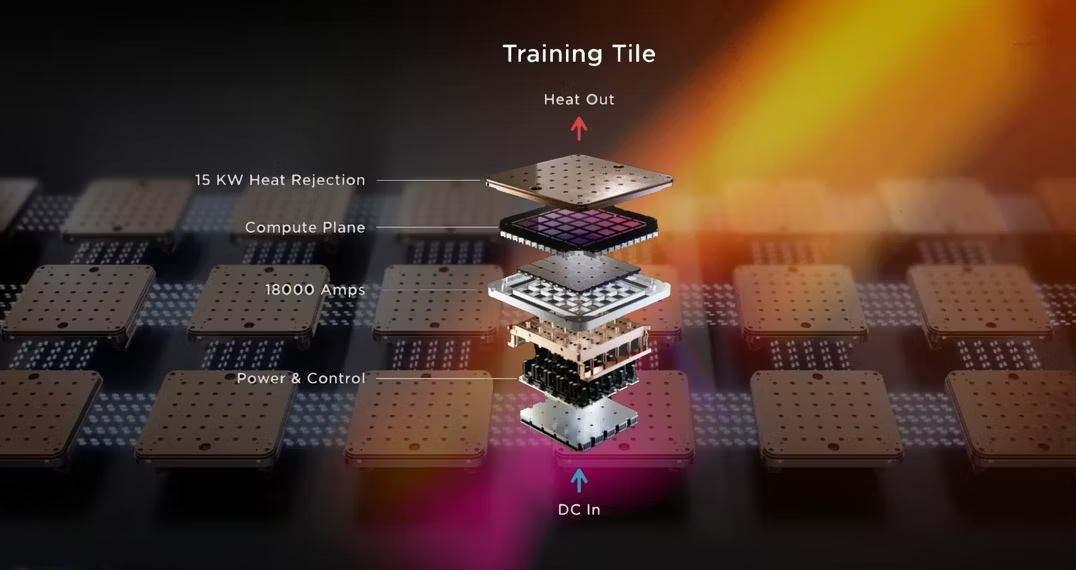 Training Tile
Heat Out
15 KW Heat Rejection
Compute Plane
18000 Amps
Power & Control
DC In